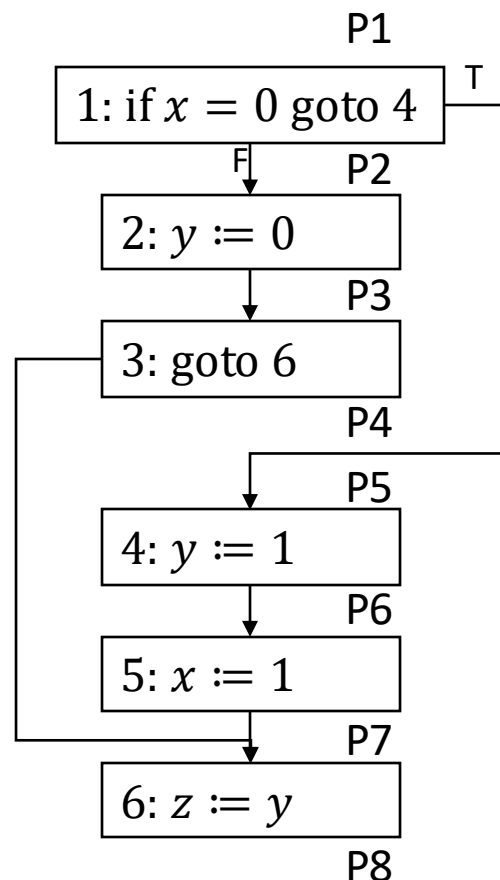 P1
1: if x = 0 goto 4
T
F
P2
2: y := 0
P3
3: goto 6
P4
P5
4: y := 1
P6
5: x := 1
P7
6: z := y
P8